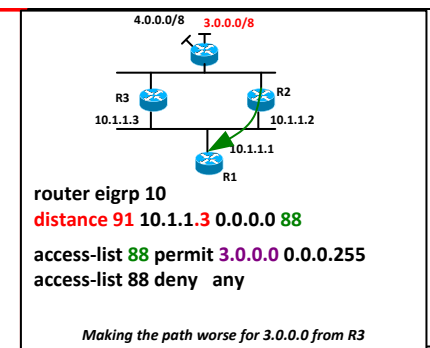 4.0.0.0/8 3.0.0.0/8
R3 R2
10.1.1.3 10.1.1.2
10.1.1.1
R1
router eigrp 10
distance 91 10.1.1.3 0.0.0.0 88
access-list 88 permit 3.0.0.0 0.0.0.255
access-list 88 deny any
Making the path worse for 3.0.0.0 from R3